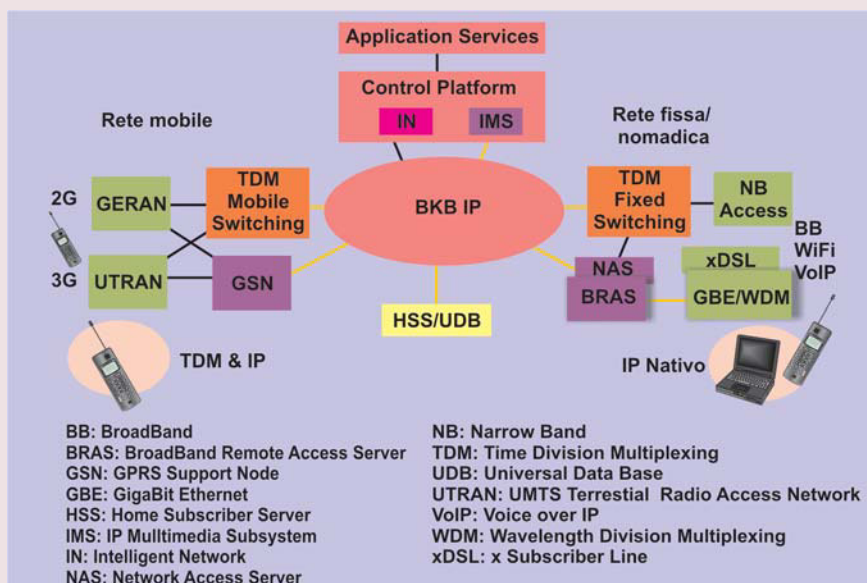 Application Services
Control Platform
IN
IMS
Rete mobile
Rete fissa/
nomadica
2G
GERAN
TDM
Mobile
Switching
BKB IP
TDM
Fixed
Switching
NB
Access
3G
UTRAN
GSN
NAS
BRAS
xDSL
GBE/WDM
BB
WiFi
VoIP
HSS/UDB
TDM & IP
IP Nativo
BB: BroadBand
BRAS: BroadBand Remote Access Server
GSN: GPRS Support Node
GBE: GigaBit Ethernet
HSS: Home Subscriber Server
IMS: IP Mulltimedia Subsystem
IN: Intelligent Network
NAS: Network Access Server
NB: Narrow Band
TDM: Time Division Multiplexing
UDB: Universal Data Base
UTRAN: UMTS Terrestial Radio Access Network
VoIP: Voice over IP
WDM: Wavelength Division Multiplexing
xDSL: x Subscriber Line